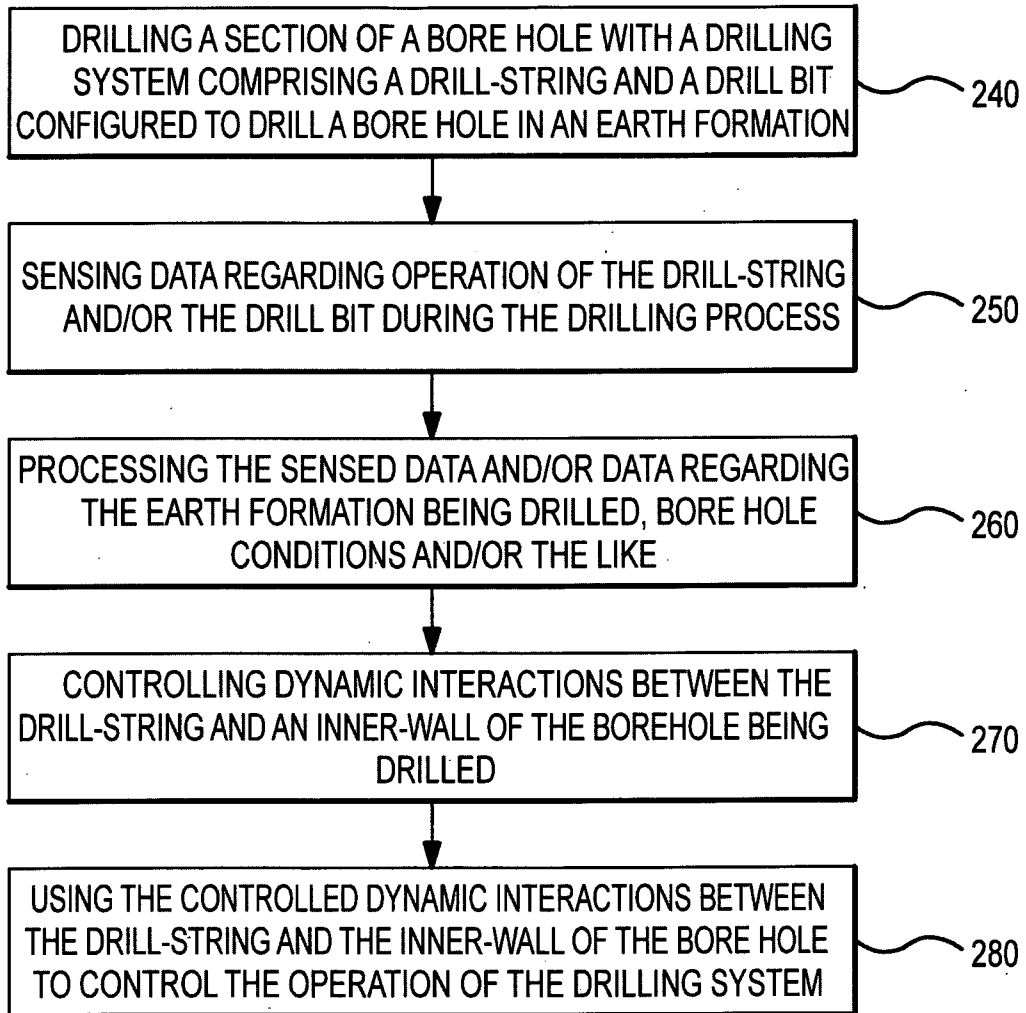 DRILLING A SECTION OF A BORE HOLE WITH A DRILLING
SYSTEM COMPRISING A DRILL-STRING AND A DRILL BIT
CONFIGURED TO DRILL A BORE HOLE IN AN EARTH FORMATION
240
SENSING DATA REGARDING OPERATION OF THE DRILL-STRING
AND/OR THE DRILL BIT DURING THE DRILLING PROCESS
250
PROCESSING THE SENSED DATA AND/OR DATA REGARDING
THE EARTH FORMATION BEING DRILLED, BORE HOLE
CONDITIONS AND/OR THE LIKE
260
CONTROLLING DYNAMIC INTERACTIONS BETWEEN THE
DRILL-STRING AND AN INNER-WALL OF THE BOREHOLE BEING
DRILLED
270
USING THE CONTROLLED DYNAMIC INTERACTIONS BETWEEN
THE DRILL-STRING AND THE INNER-WALL OF THE BORE HOLE
TO CONTROL THE OPERATION OF THE DRILLING SYSTEM
280